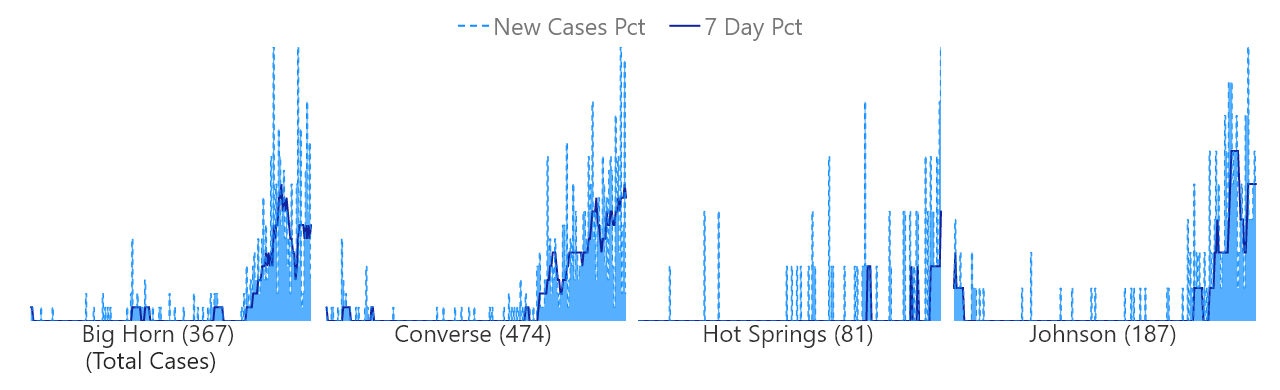 New Cases Pct 7 Day Pct
Big Horn (367) Converse (474) Hot Springs (81) Johnson (187)
(Total Cases)